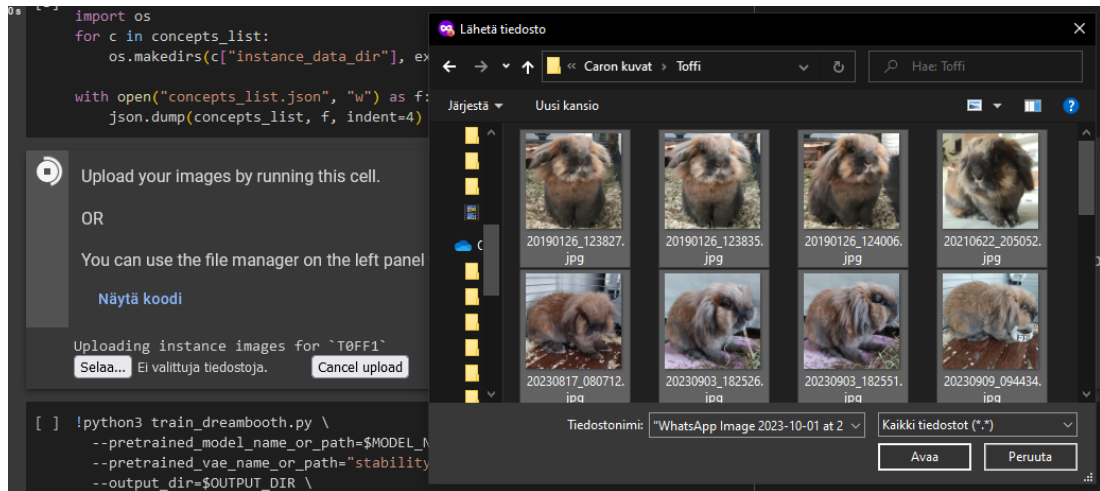 0s
import os
for c in concepts_list:
os.makedirs(c["instance_data_dir"], ex
with open("concepts_list.json", "w") as f:
json.dump(concepts_list, f, indent=4)
Upload your images by running this cell.
OR
You can use the file manager on the left panel
Näytä koodi
Uploading instance images for `T0FF1`
Selaa... Ei valittuja tiedostoja. Cancel upload
[ ] !python3 train_dreambooth.py \
--pretrained_model_name_or_path=$MODEL_N
--pretrained_vae_name_or_path="stability
--output_dir=$OUTPUT_DIR \
Lähetä tiedosto
« Caron kuvat › Toffi
Hae: Toffi
Järjestä
Uusi kansio
20190126_123827.
jpg
20190126_123835.
jpg
20190126_124006.
jpg
20210622_205052.
jpg
20230817_080712.
jpg
20230903_182526.
jpg
20230903_182551.
jpg
20230909_094434.
jpg
Tiedostonimi: "WhatsApp Image 2023-10-01 at 2
Kaikki tiedostot (*.*)
Avaa
Peruuta